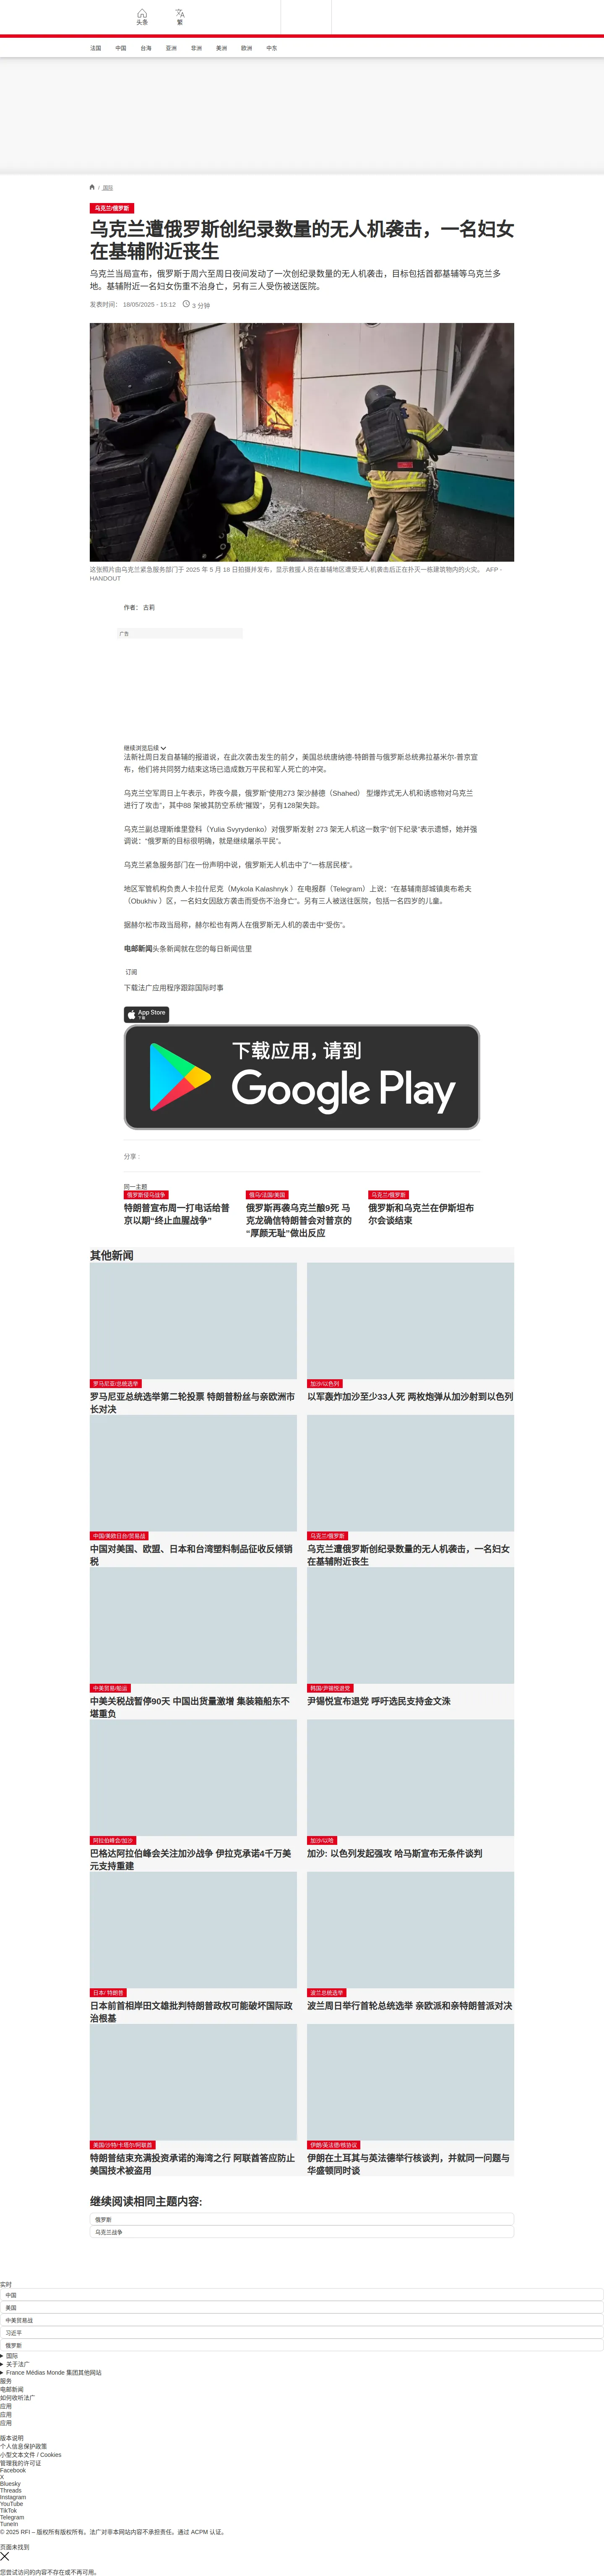 头条
繁
法国
中国
台海
亚洲
非洲
美洲
欧洲
中东
/ 国际
乌克兰/俄罗斯
乌克兰遭俄罗斯创纪录数量的无人机袭击，一名妇女
在基辅附近丧生
乌克兰当局宣布，俄罗斯于周六至周日夜间发动了一次创纪录数量的无人机袭击，目标包括首都基辅等乌克兰多
地。基辅附近一名妇女伤重不治身亡，另有三人受伤被送医院。
发表时间： 18/05/2025 - 15:12
3 分钟
这张照片由乌克兰紧急服务部门于 2025 年 5 月 18 日拍摄并发布，显示救援人员在基辅地区遭受无人机袭击后正在扑灭一栋建筑物内的火灾。 AFP -
HANDOUT
作者： 古莉
广告
继续浏览后续
法新社周日发自基辅的报道说，在此次袭击发生的前夕，美国总统唐纳德-特朗普与俄罗斯总统弗拉基米尔-普京宣
布，他们将共同努力结束这场已造成数万平民和军人死亡的冲突。
乌克兰空军周日上午表示，昨夜今晨，俄罗斯“使用273 架沙赫德（Shahed） 型爆炸式无人机和诱惑物对乌克兰
进行了攻击”，其中88 架被其防空系统“摧毁”，另有128架失踪。
乌克兰副总理斯维里登科（Yulia Svyrydenko）对俄罗斯发射 273 架无人机这一数字“创下纪录”表示遗憾，她并强
调说：“俄罗斯的目标很明确，就是继续屠杀平民”。
乌克兰紧急服务部门在一份声明中说，俄罗斯无人机击中了“一栋居民楼”。
地区军管机构负责人卡拉什尼克（Mykola Kalashnyk ）在电报群（Telegram）上说：“在基辅南部城镇奥布希夫
（Obukhiv ）区，一名妇女因敌方袭击而受伤不治身亡”。另有三人被送往医院，包括一名四岁的儿童。
据赫尔松市政当局称，赫尔松也有两人在俄罗斯无人机的袭击中“受伤”。
电邮新闻头条新闻就在您的每日新闻信里
订阅
下载法广应用程序跟踪国际时事
App Store
下载
下载应用，请到
Google Play
分享 :
同一主题
俄罗斯侵乌战争
特朗普宣布周一打电话给普
京以期“终止血腥战争”
俄乌/法国/美国
俄罗斯再袭乌克兰酿9死 马
克龙确信特朗普会对普京的
“厚颜无耻”做出反应
乌克兰/俄罗斯
俄罗斯和乌克兰在伊斯坦布
尔会谈结束
其他新闻
罗马尼亚/总统选举
罗马尼亚总统选举第二轮投票 特朗普粉丝与亲欧洲市
长对决
加沙/以色列
以军轰炸加沙至少33人死 两枚炮弹从加沙射到以色列
中国/美欧日台/贸易战
中国对美国、欧盟、日本和台湾塑料制品征收反倾销
税
乌克兰/俄罗斯
乌克兰遭俄罗斯创纪录数量的无人机袭击，一名妇女
在基辅附近丧生
中美贸易/船运
中美关税战暂停90天 中国出货量激增 集装箱船东不
堪重负
韩国/尹锡悦退党
尹锡悦宣布退党 呼吁选民支持金文洙
阿拉伯峰会/加沙
巴格达阿拉伯峰会关注加沙战争 伊拉克承诺4千万美
元支持重建
加沙/以哈
加沙: 以色列发起强攻 哈马斯宣布无条件谈判
日本/ 特朗普
日本前首相岸田文雄批判特朗普政权可能破坏国际政
治根基
波兰总统选举
波兰周日举行首轮总统选举 亲欧派和亲特朗普派对决
美国/沙特/卡塔尔/阿联酋
特朗普结束充满投资承诺的海湾之行 阿联酋答应防止
美国技术被盗用
伊朗/英法德/核协议
伊朗在土耳其与英法德举行核谈判，并就同一问题与
华盛顿同时谈
继续阅读相同主题内容:
俄罗斯
乌克兰战争
实时
中国
美国
中美贸易战
习近平
俄罗斯
国际
关于法广
France Médias Monde 集团其他网站
服务
电邮新闻
如何收听法广
应用
应用
应用
版本说明
个人信息保护政策
小型文本文件 / Cookies
管理我的许可证
Facebook
X
Bluesky
Threads
Instagram
YouTube
TikTok
Telegram
TuneIn
© 2025 RFI – 版权所有版权所有。法广对非本网站内容不承担责任。通过 ACPM 认证。
页面未找到
您尝试访问的内容不存在或不再可用。